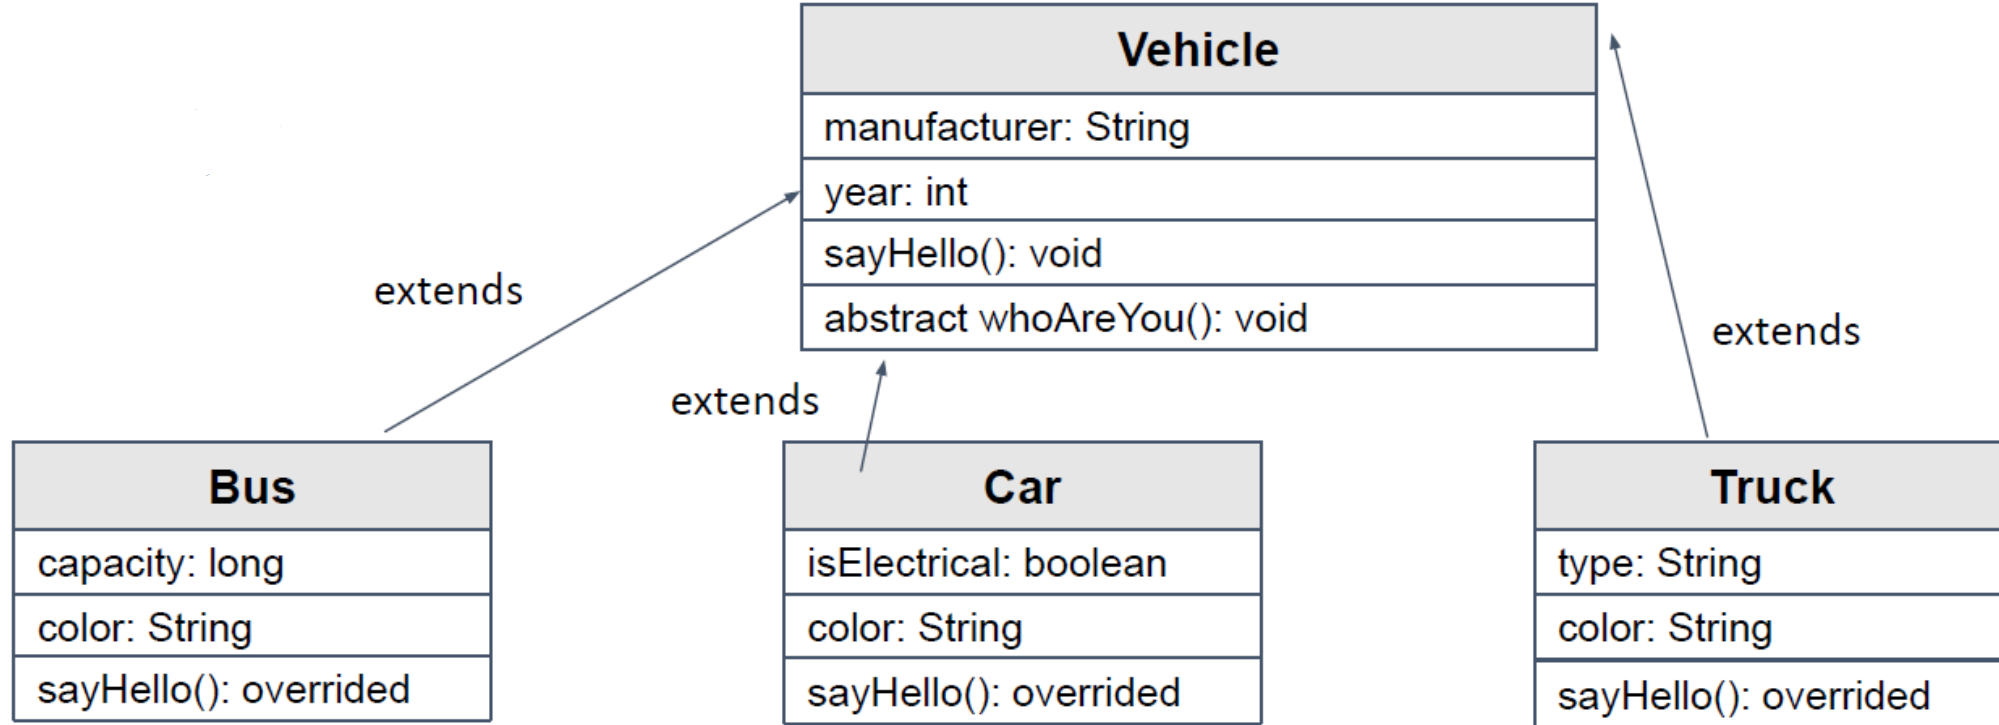 Vehicle
manufacturer: String
year: int
sayHello(): void
abstract whoAreYou(): void
extends
extends
extends
Bus
capacity: long
color: String
sayHello(): overrided
Car
isElectrical: boolean
color: String
sayHello(): overrided
Truck
type: String
color: String
sayHello(): overrided